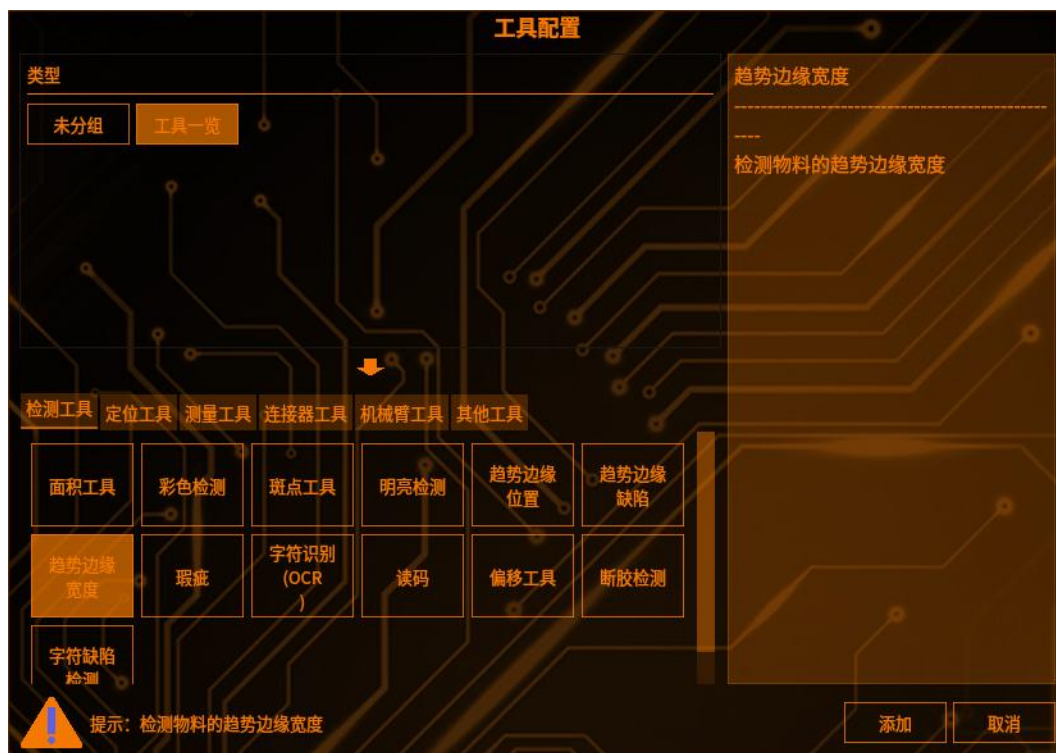 工具配置
类型
未分组 工具一览
趋势边缘宽度
--------------------------------------------------
----
检测物料的趋势边缘宽度
检测工具 定位工具 测量工具 连接器工具 机械臂工具 其他工具
面积工具 彩色检测 斑点工具 明亮检测 趋势边缘 趋势边缘
位置 缺陷
趋势边缘
宽度
瑕疵
字符识别
(OCR
)
读码 偏移工具 断胶检测
字符缺陷
检测
提示：检测物料的趋势边缘宽度
添加 取消